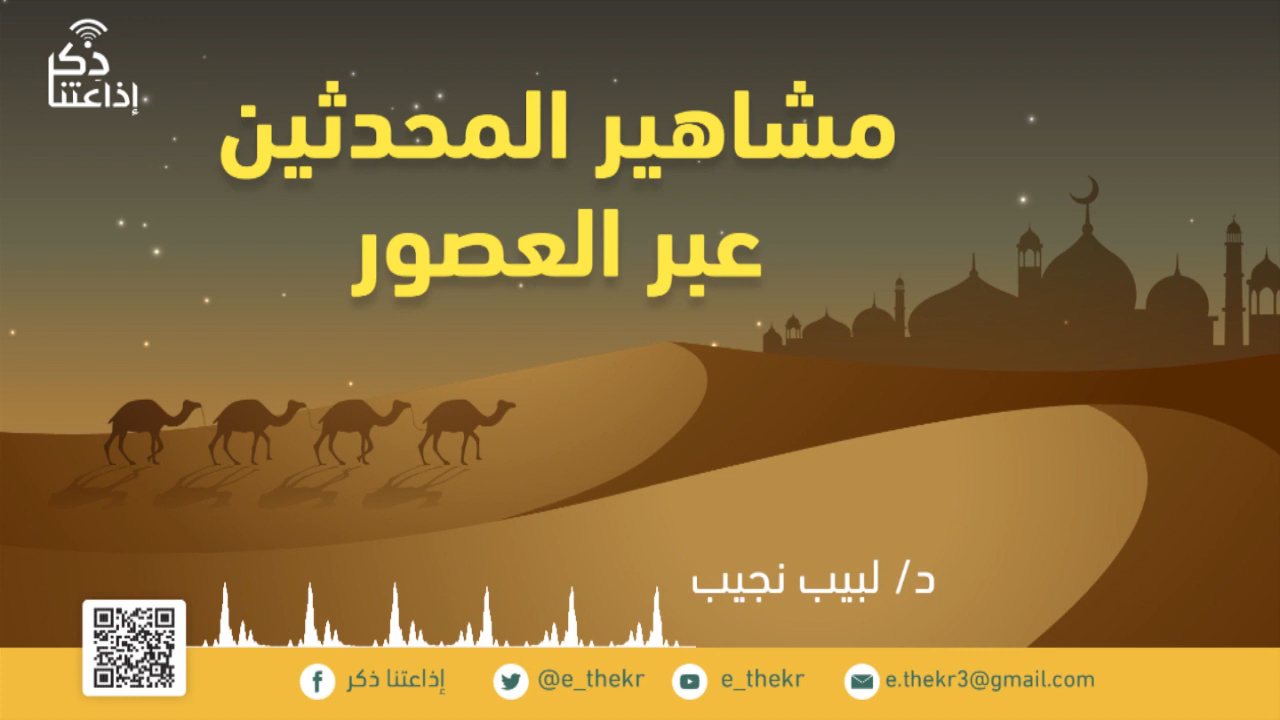 ذكر
إذاعتنا
مشاهير المحدثين
عبر العصور
د/ لبيب نجيب
إذاعتنا ذكر
@e_thekr
e_thekr
e.thekr3@gmail.com